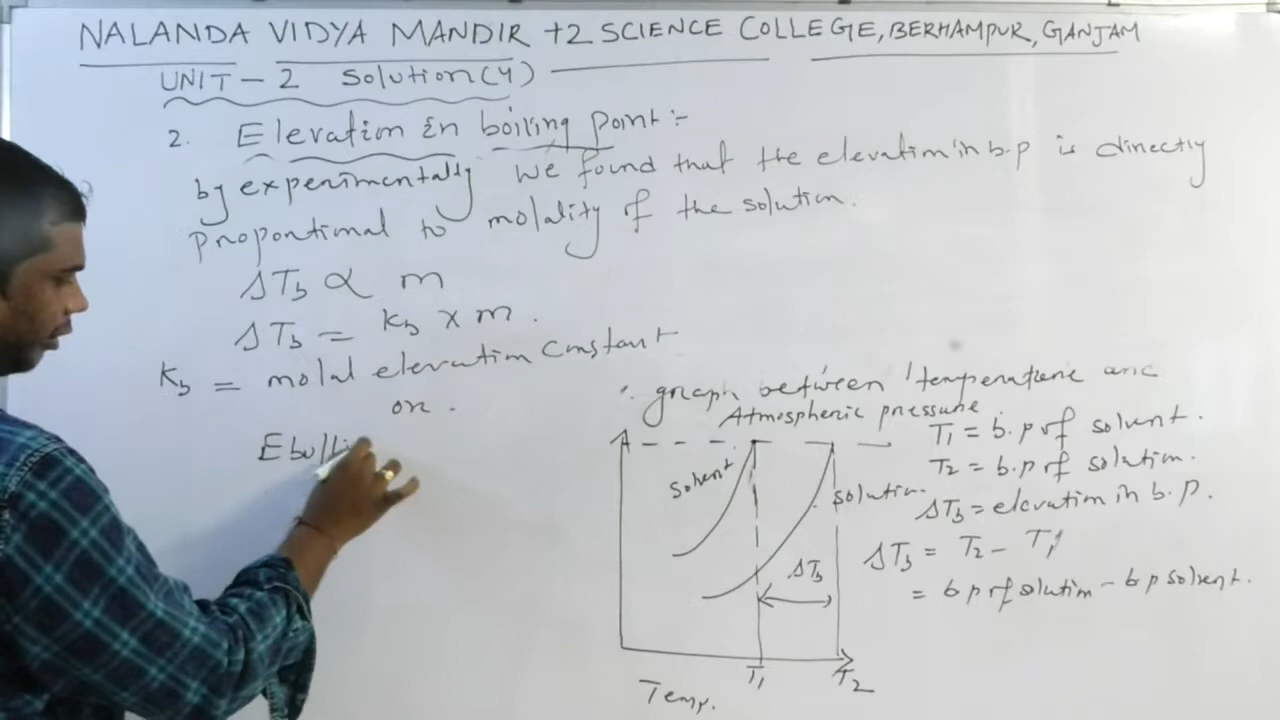 NALANDA VIDYA MANDIR +2 SCIENCE COLLEGE, BERHAMPUR, GANJAM
UNIT - 2 Solution(4)
2. Elevation in boiling point :-
by experimentally we found that the elevation in b.p is directly
proportional to molality of the solution.
ΔTb ∝ m
ΔTb = Kb × m.
Kb = molal elevation constant
or.
Ebulli
graph between temperature and
Atmospheric pressure
solvent
solution.
ΔTb
T1
T2
Temp.
T1 = b.p of solvent.
T2 = b.p of solution.
ΔTb = elevation in b.p.
ΔTb = T2 - T1
= b p of solution - b p solvent.